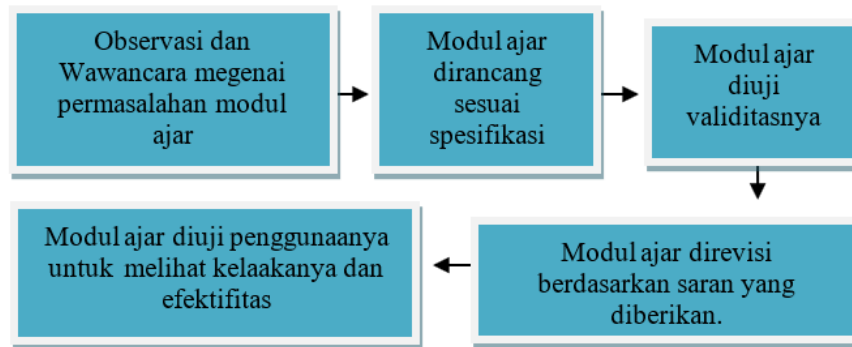 Observasi dan
Wawancara megenai
permasalahan modul
ajar
Modul ajar
dirancang
sesuai
spesifikasi
Modul ajar
diuji
validitasnya
Modul ajar direvisi
berdasarkan saran yang
diberikan.
Modul ajar diuji penggunaanya
untuk melihat kelaakanya dan
efektifitas